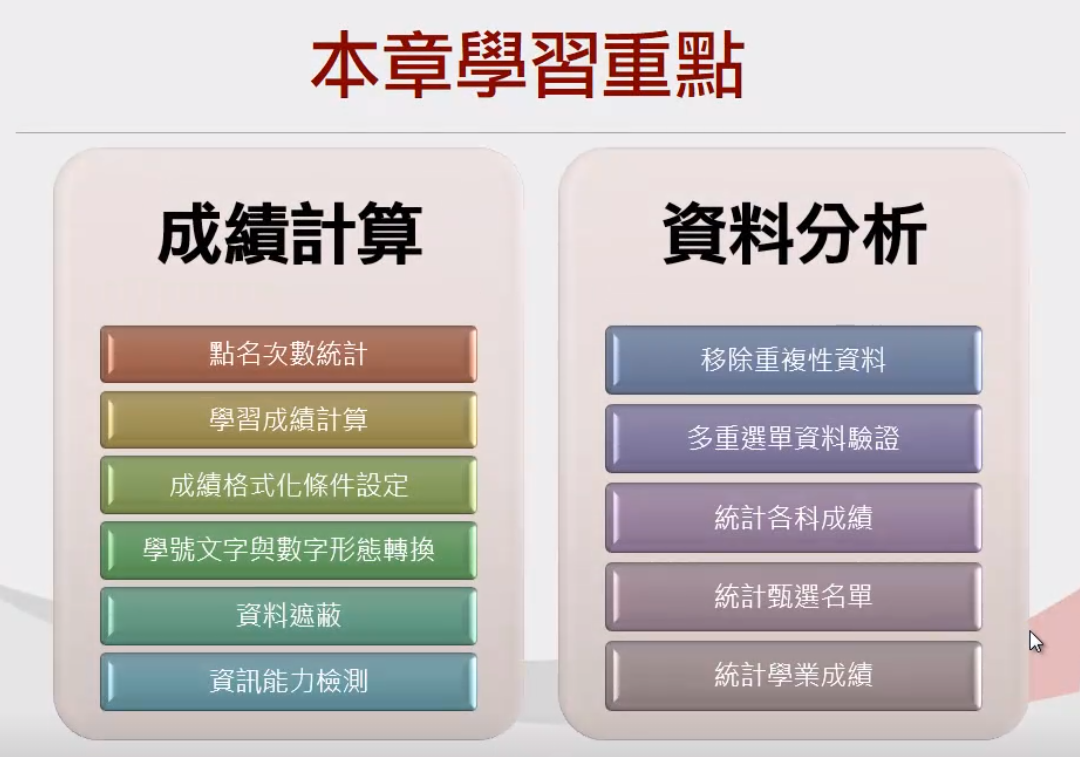 本章學習重點
成績計算
點名次數統計
學習成績計算
成績格式化條件設定
學號文字與數字形態轉換
資料遮蔽
資訊能力檢測
資料分析
移除重複性資料
多重選單資料驗證
統計各科成績
統計甄選名單
統計學業成績